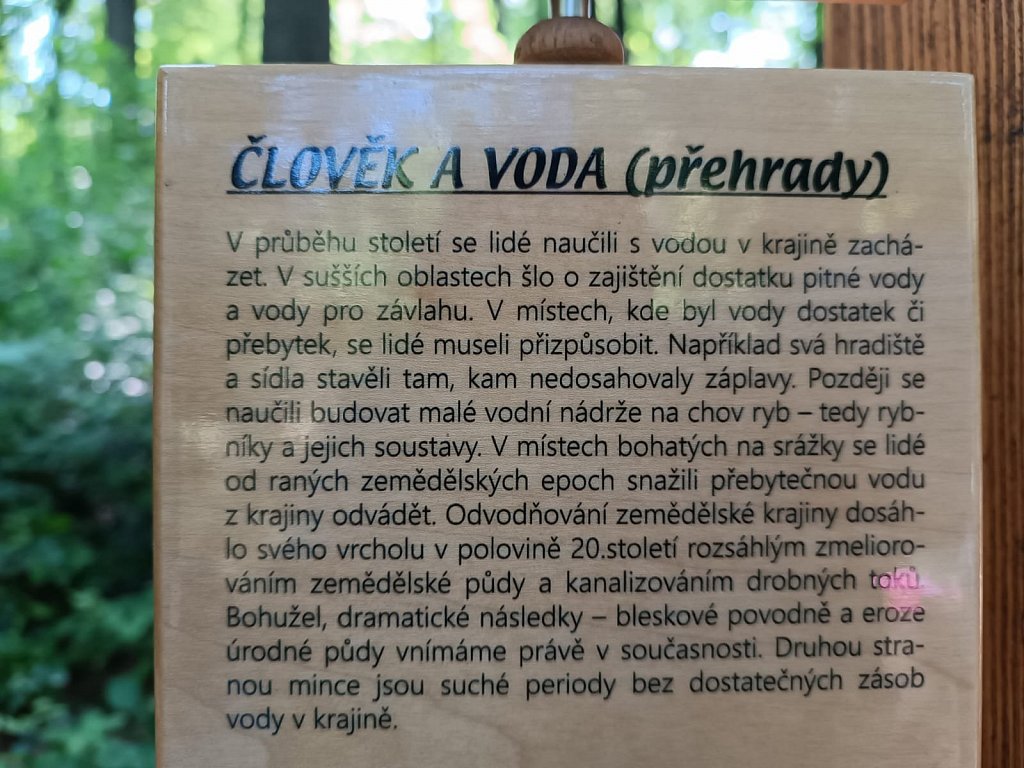 ČLOVĚK A VODA (přehrady)
V průběhu století se lidé naučili s vodou v krajině zachá-
zet. V sušších oblastech šlo o zajištění dostatku pitné vody
a vody pro závlahu. V místech, kde byl vody dostatek či
přebytek, se lidé museli přizpůsobit. Například svá hradiště
a sídla stavěli tam, kam nedosahovaly záplavy. Později se
naučili budovat malé vodní nádrže na chov ryb – tedy ryb-
níky a jejich soustavy. V místech bohatých na srážky se lidé
od raných zemědělských epoch snažili přebytečnou vodu
z krajiny odvádět. Odvodňování zemědělské krajiny dosáh-
lo svého vrcholu v polovině 20.století rozsáhlým zmelioro-
váním zemědělské půdy a kanalizováním drobných toků.
Bohužel, dramatické následky – bleskové povodně a eroze
úrodné půdy vnímáme právě v současnosti. Druhou stra-
nou mince jsou suché periody bez dostatečných zásob
vody v krajině.